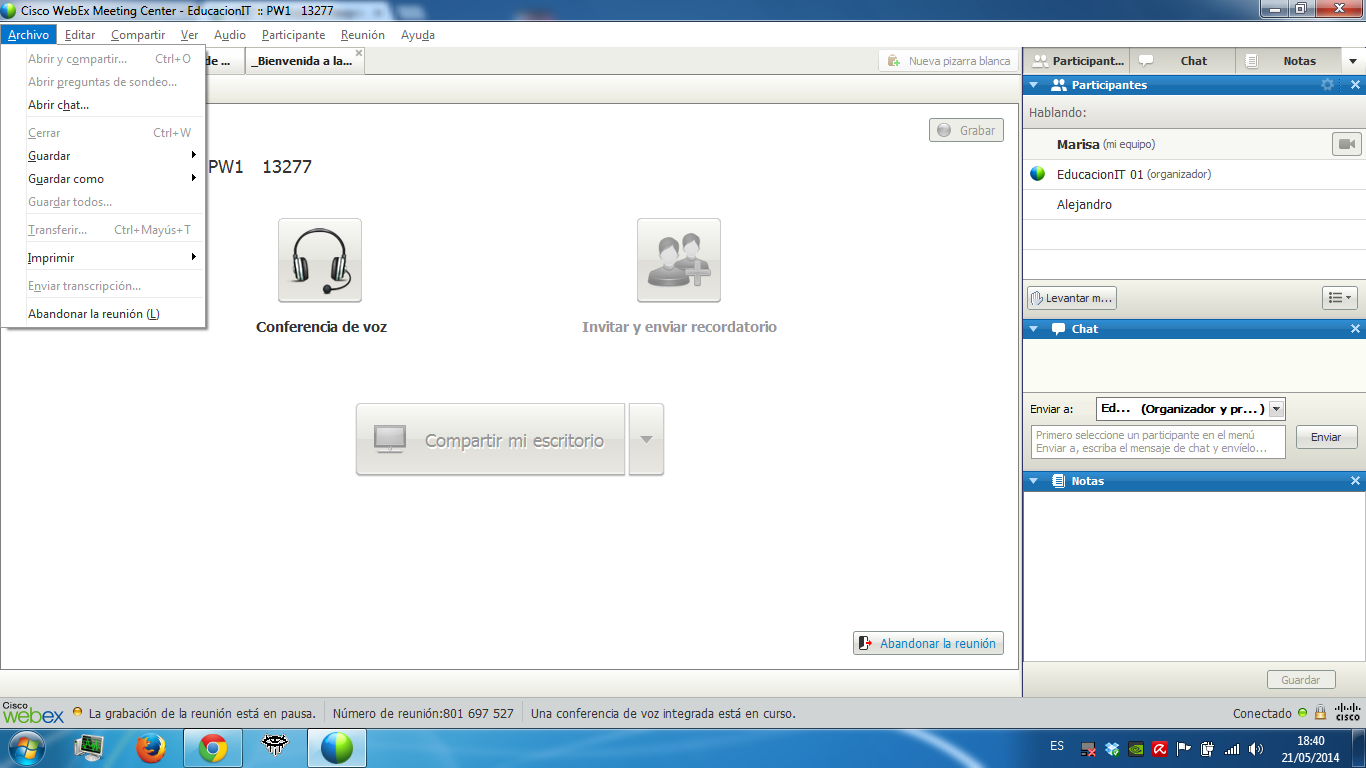 Cisco WebEx Meeting Center - EducacionIT :: PW1 13277
Archivo Editar Compartir Ver Audio Participante Reunión Ayuda
Abrir y compartir... Ctrl+O
Abrir preguntas de sondeo...
Abrir chat...
Cerrar Ctrl+W
Guardar
Guardar como
Guardar todos...
Transferir... Ctrl+Mayús+T
Imprimir
Enviar transcripción...
Abandonar la reunión (L)
de ...
_Bienvenida a la...
Nueva pizarra blanca
Grabar
PW1 13277
Conferencia de voz
Invitar y enviar recordatorio
Compartir mi escritorio
Abandonar la reunión
Participant... Chat Notas
Participantes
Hablando:
Marisa (mi equipo)
EducacionIT 01 (organizador)
Alejandro
Levantar m...
Chat
Enviar a: Ed... (Organizador y pr...)
Primero seleccione un participante en el menú
Enviar a, escriba el mensaje de chat y envíelo...
Enviar
Notas
Guardar
Cisco webex
La grabación de la reunión está en pausa. Número de reunión:801 697 527 Una conferencia de voz integrada está en curso.
Conectado
CISCO
ES
18:40
21/05/2014